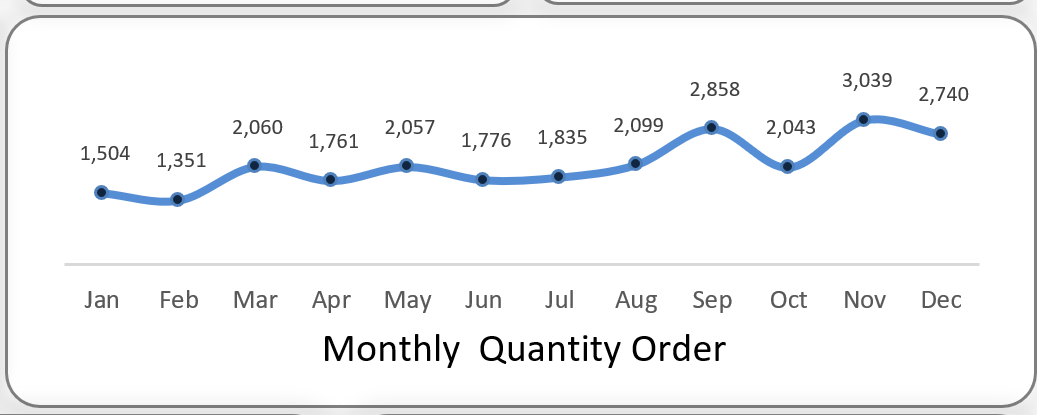 1,504 1,351 2,060 1,761 2,057 1,776 1,835 2,099 2,858 2,043 3,039 2,740
Jan Feb Mar Apr May Jun Jul Aug Sep Oct Nov Dec
Monthly Quantity Order